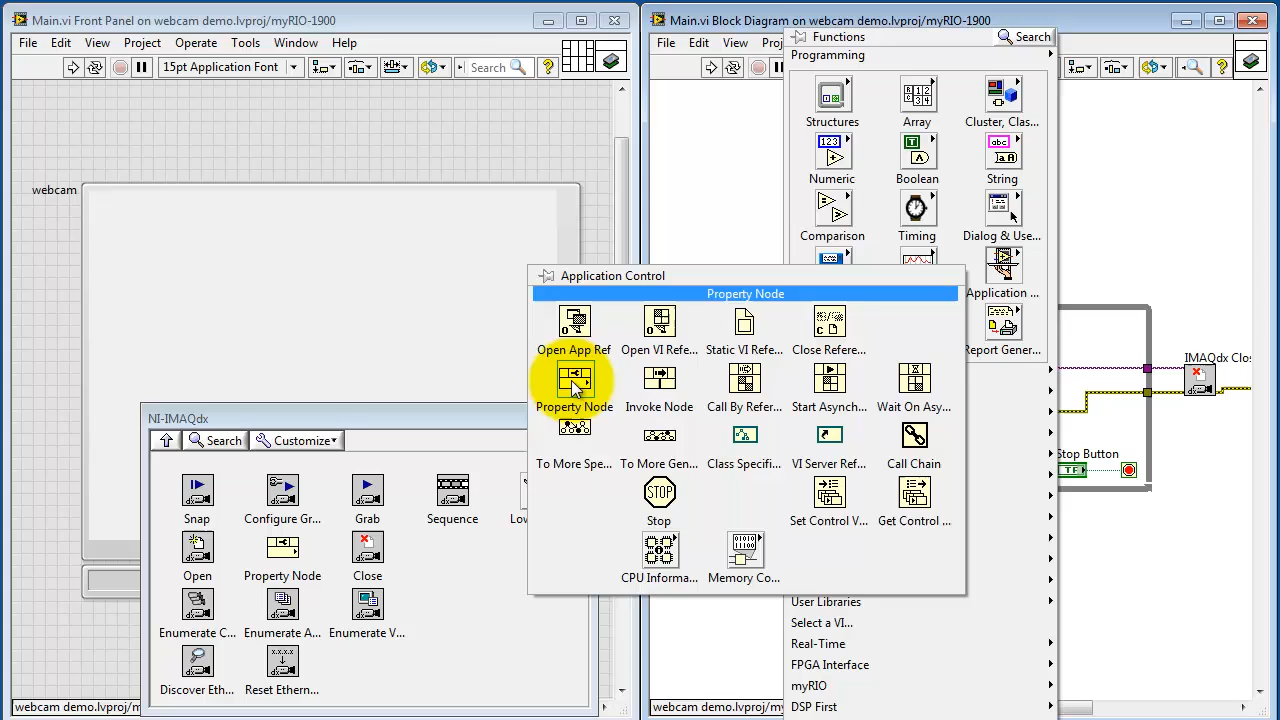 Main.vi Front Panel on webcam demo.lvproj/myRIO-1900
File Edit View Project Operate Tools Window Help
15pt Application Font
Search
webcam
NI-IMAQdx
Search Customize
Snap Configure Gr... Grab Sequence
Open Property Node Close
Enumerate C... Enumerate A... Enumerate V...
Discover Eth... Reset Ethern...
webcam demo.lvproj/m
Main.vi Block Diagram on webcam demo.lvproj/myRIO-1900
File Edit View
Functions
Search
Programming
Structures Array Cluster, Clas...
Numeric Boolean String
Comparison Timing Dialog & Use...
Application ...
Report Gener...
Application Control
Property Node
Open App Ref Open VI Refe... Static VI Refe... Close Refere...
Property Node Invoke Node Call By Refer... Start Asynch... Wait On Asy...
To More Spe... To More Gen... Class Specifi... VI Server Ref... Call Chain
STOP
Stop Set Control V... Get Control ...
CPU Informa... Memory Co...
User Libraries
Select a VI...
Real-Time
FPGA Interface
myRIO
DSP First
IMAQdx Clos
Stop Button
TF
webcam demo.lvproj/m